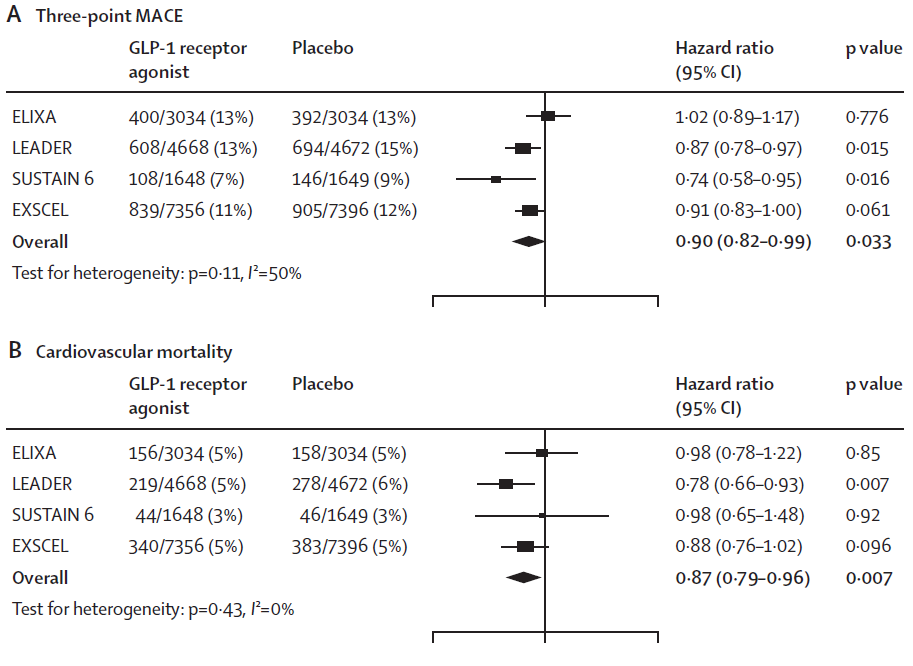 A Three-point MACE
GLP-1 receptor agonist Placebo Hazard ratio (95% CI) p value
ELIXA 400/3034 (13%) 392/3034 (13%) 1·02 (0·89–1·17) 0·776
LEADER 608/4668 (13%) 694/4672 (15%) 0·87 (0·78–0·97) 0·015
SUSTAIN 6 108/1648 (7%) 146/1649 (9%) 0·74 (0·58–0·95) 0·016
EXSCEL 839/7356 (11%) 905/7396 (12%) 0·91 (0·83–1·00) 0·061
Overall 0·90 (0·82–0·99) 0·033
Test for heterogeneity: p=0·11, I²=50%
B Cardiovascular mortality
GLP-1 receptor agonist Placebo Hazard ratio (95% CI) p value
ELIXA 156/3034 (5%) 158/3034 (5%) 0·98 (0·78–1·22) 0·85
LEADER 219/4668 (5%) 278/4672 (6%) 0·78 (0·66–0·93) 0·007
SUSTAIN 6 44/1648 (3%) 46/1649 (3%) 0·98 (0·65–1·48) 0·92
EXSCEL 340/7356 (5%) 383/7396 (5%) 0·88 (0·76–1·02) 0·096
Overall 0·87 (0·79–0·96) 0·007
Test for heterogeneity: p=0·43, I²=0%